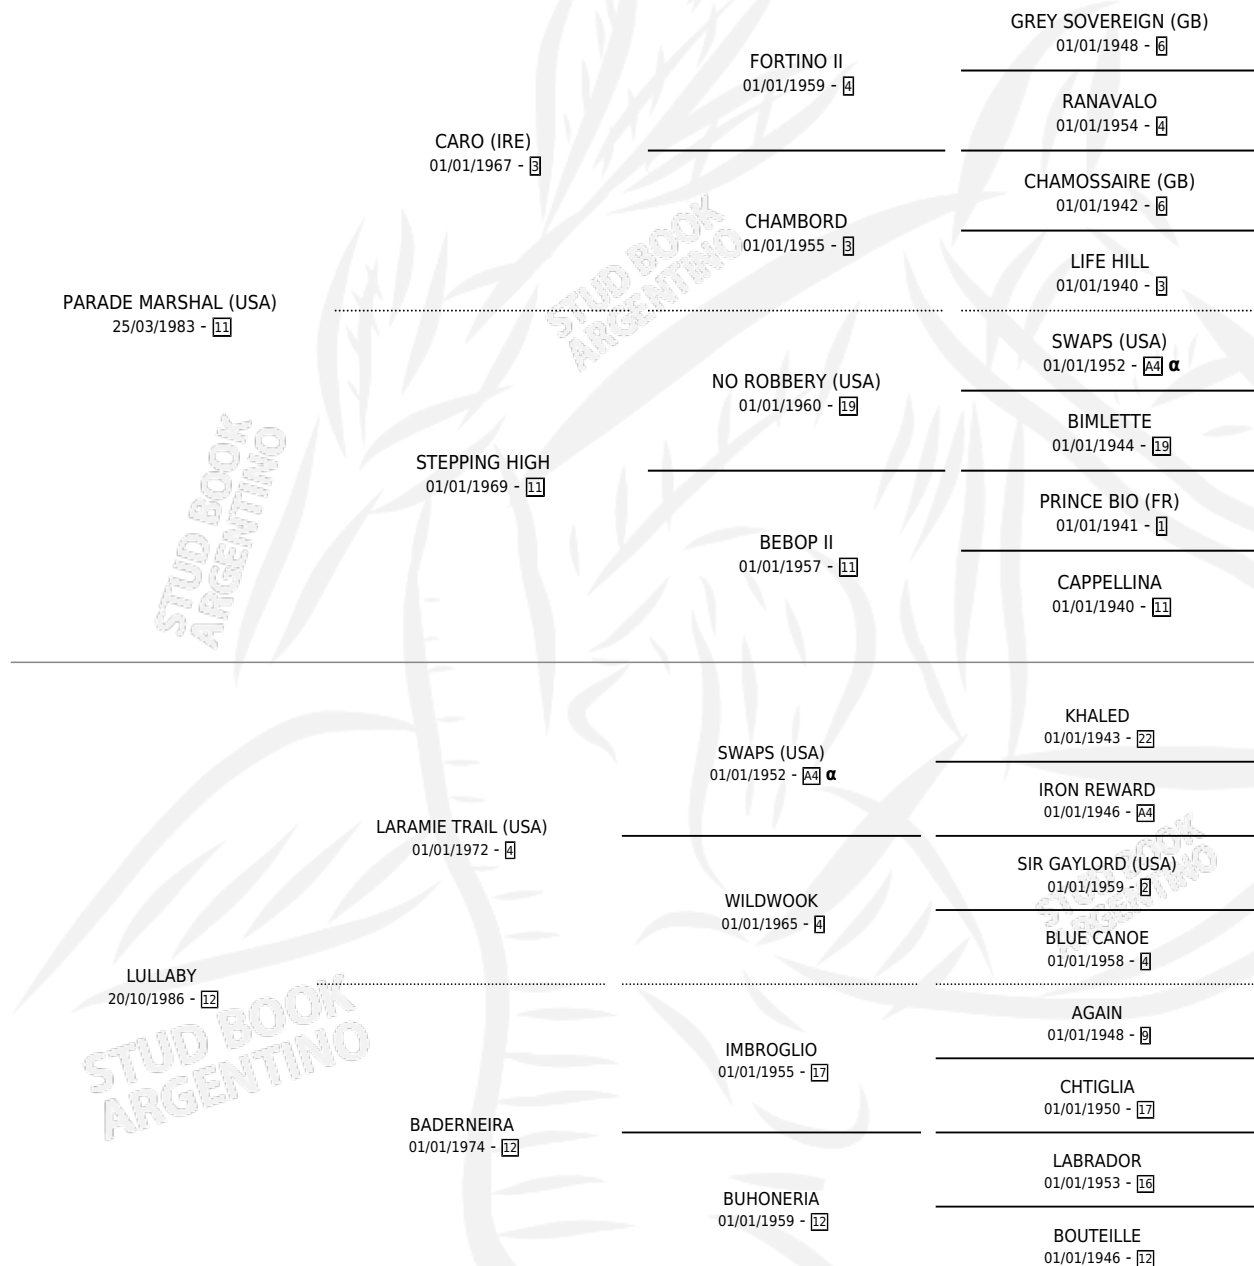 GREY SOVEREIGN (GB)
01/01/1948 - 6
FORTINO II
01/01/1959 - 4
RANAVALO
01/01/1954 - 4
CARO (IRE)
01/01/1967 - 3
CHAMOSSAIRE (GB)
01/01/1942 - 6
CHAMBORD
01/01/1955 - 3
LIFE HILL
01/01/1940 - 3
PARADE MARSHAL (USA)
25/03/1983 - 11
SWAPS (USA)
01/01/1952 - A4 α
NO ROBBERY (USA)
01/01/1960 - 19
BIMLETTE
01/01/1944 - 19
STEPPING HIGH
01/01/1969 - 11
PRINCE BIO (FR)
01/01/1941 - 1
BEBOP II
01/01/1957 - 11
CAPPELLINA
01/01/1940 - 11
KHALED
01/01/1943 - 22
SWAPS (USA)
01/01/1952 - A4 α
IRON REWARD
01/01/1946 - A4
LARAMIE TRAIL (USA)
01/01/1972 - 4
SIR GAYLORD (USA)
01/01/1959 - 2
WILDWOOK
01/01/1965 - 4
BLUE CANOE
01/01/1958 - 4
LULLABY
20/10/1986 - 12
AGAIN
01/01/1948 - 9
IMBROGLIO
01/01/1955 - 17
CHTIGLIA
01/01/1950 - 17
BADERNEIRA
01/01/1974 - 12
LABRADOR
01/01/1953 - 16
BUHONERIA
01/01/1959 - 12
BOUTEILLE
01/01/1946 - 12
STUD BOOK
ARGENTINO
STUD BOOK
ARGENTINO
STUD BOOK
ARGENTINO
STUD BOOK
ARGENTINO